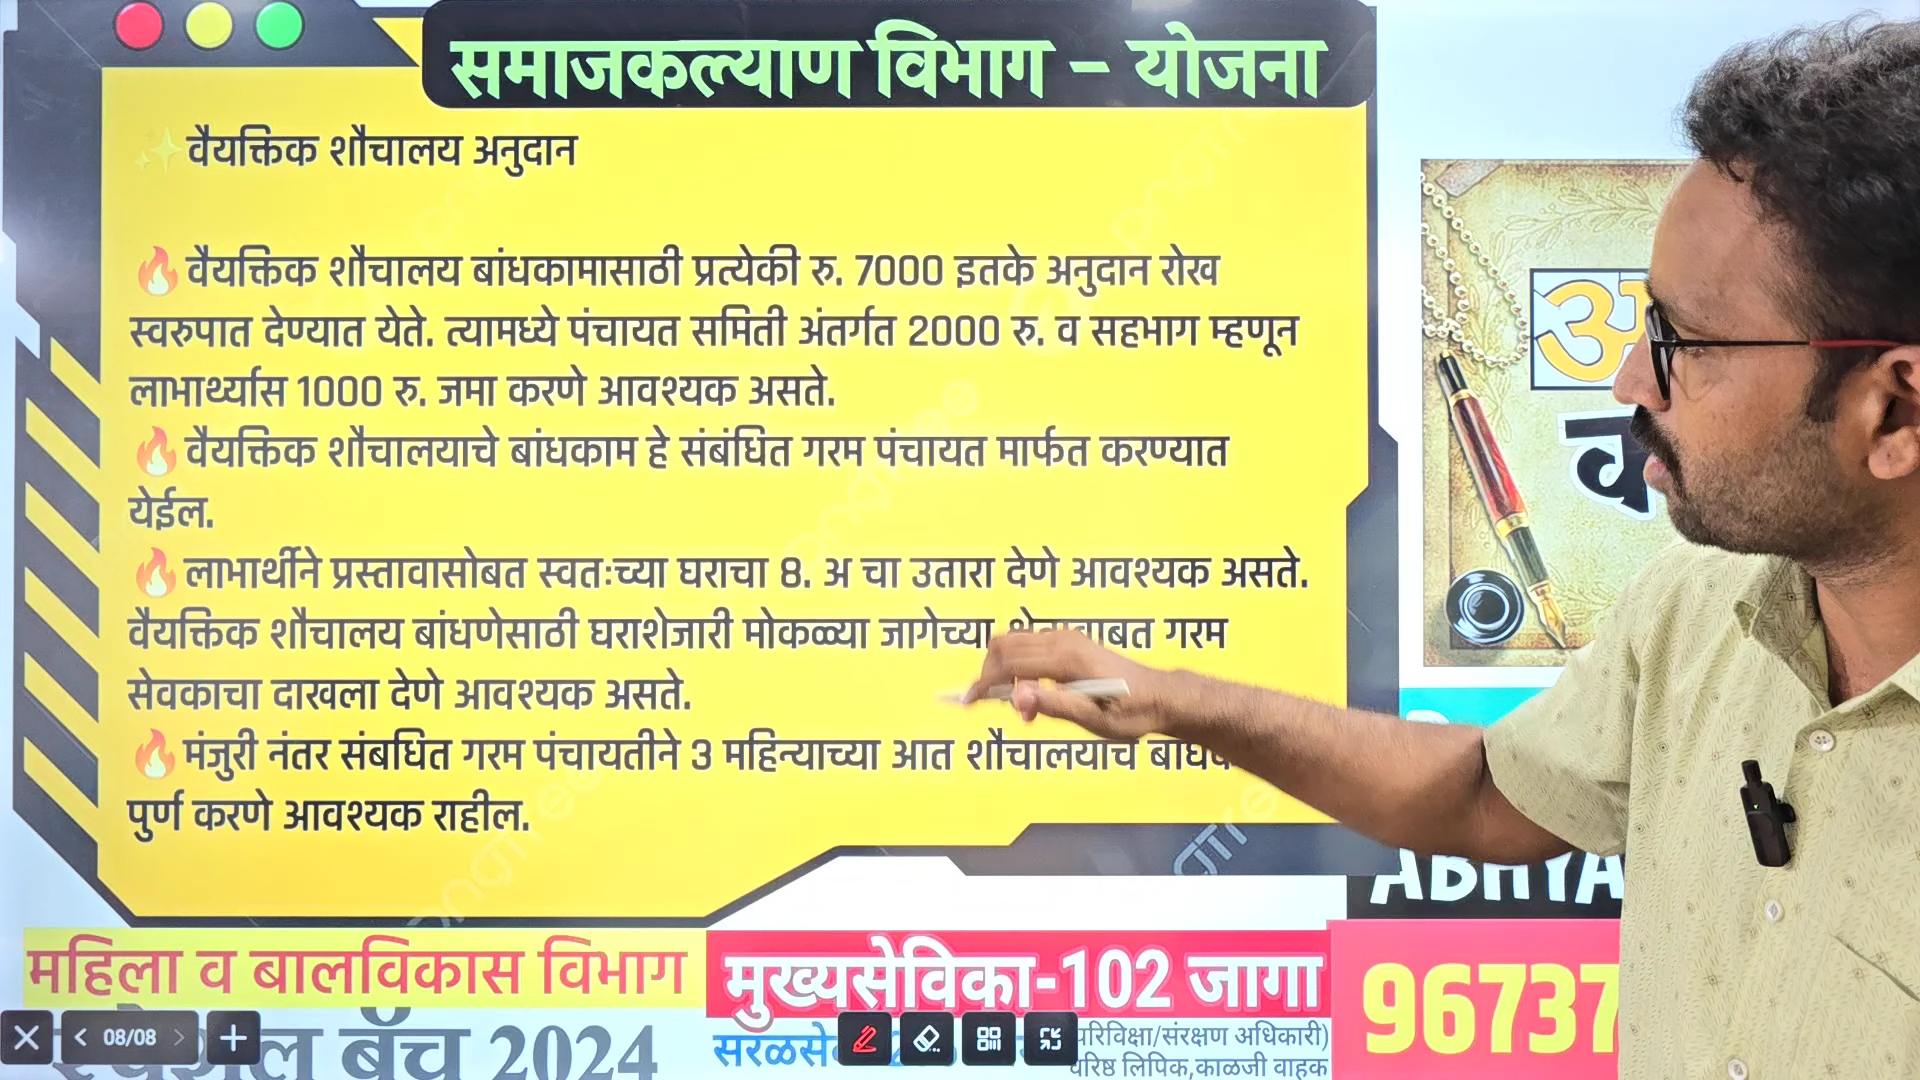 समाजकल्याण विभाग – योजना
वैयक्तिक शौचालय अनुदान
वैयक्तिक शौचालय बांधकामासाठी प्रत्येकी रु. 7000 इतके अनुदान रोख
स्वरुपात देण्यात येते. त्यामध्ये पंचायत समिती अंतर्गत 2000 रु. व सहभाग म्हणून
लाभार्थ्यास 1000 रु. जमा करणे आवश्यक असते.
वैयक्तिक शौचालयाचे बांधकाम हे संबंधित गरम पंचायत मार्फत करण्यात
येईल.
लाभार्थीने प्रस्तावासोबत स्वतःच्या घराचा 8. अ चा उतारा देणे आवश्यक असते.
वैयक्तिक शौचालय बांधणेसाठी घराशेजारी मोकळ्या जागेच्या गरम
सेवकाचा दाखला देणे आवश्यक असते.
मंजुरी नंतर संबधित गरम पंचायतीने 3 महिन्याच्या आत
पुर्ण करणे आवश्यक राहील.
महिला व बालविकास विभाग
मुख्यसेविका-102 जागा
96737
बॅच 2024
परिविक्षा/संरक्षण अधिकारी)
वरिष्ठ लिपिक,काळजी वाहक
08/08